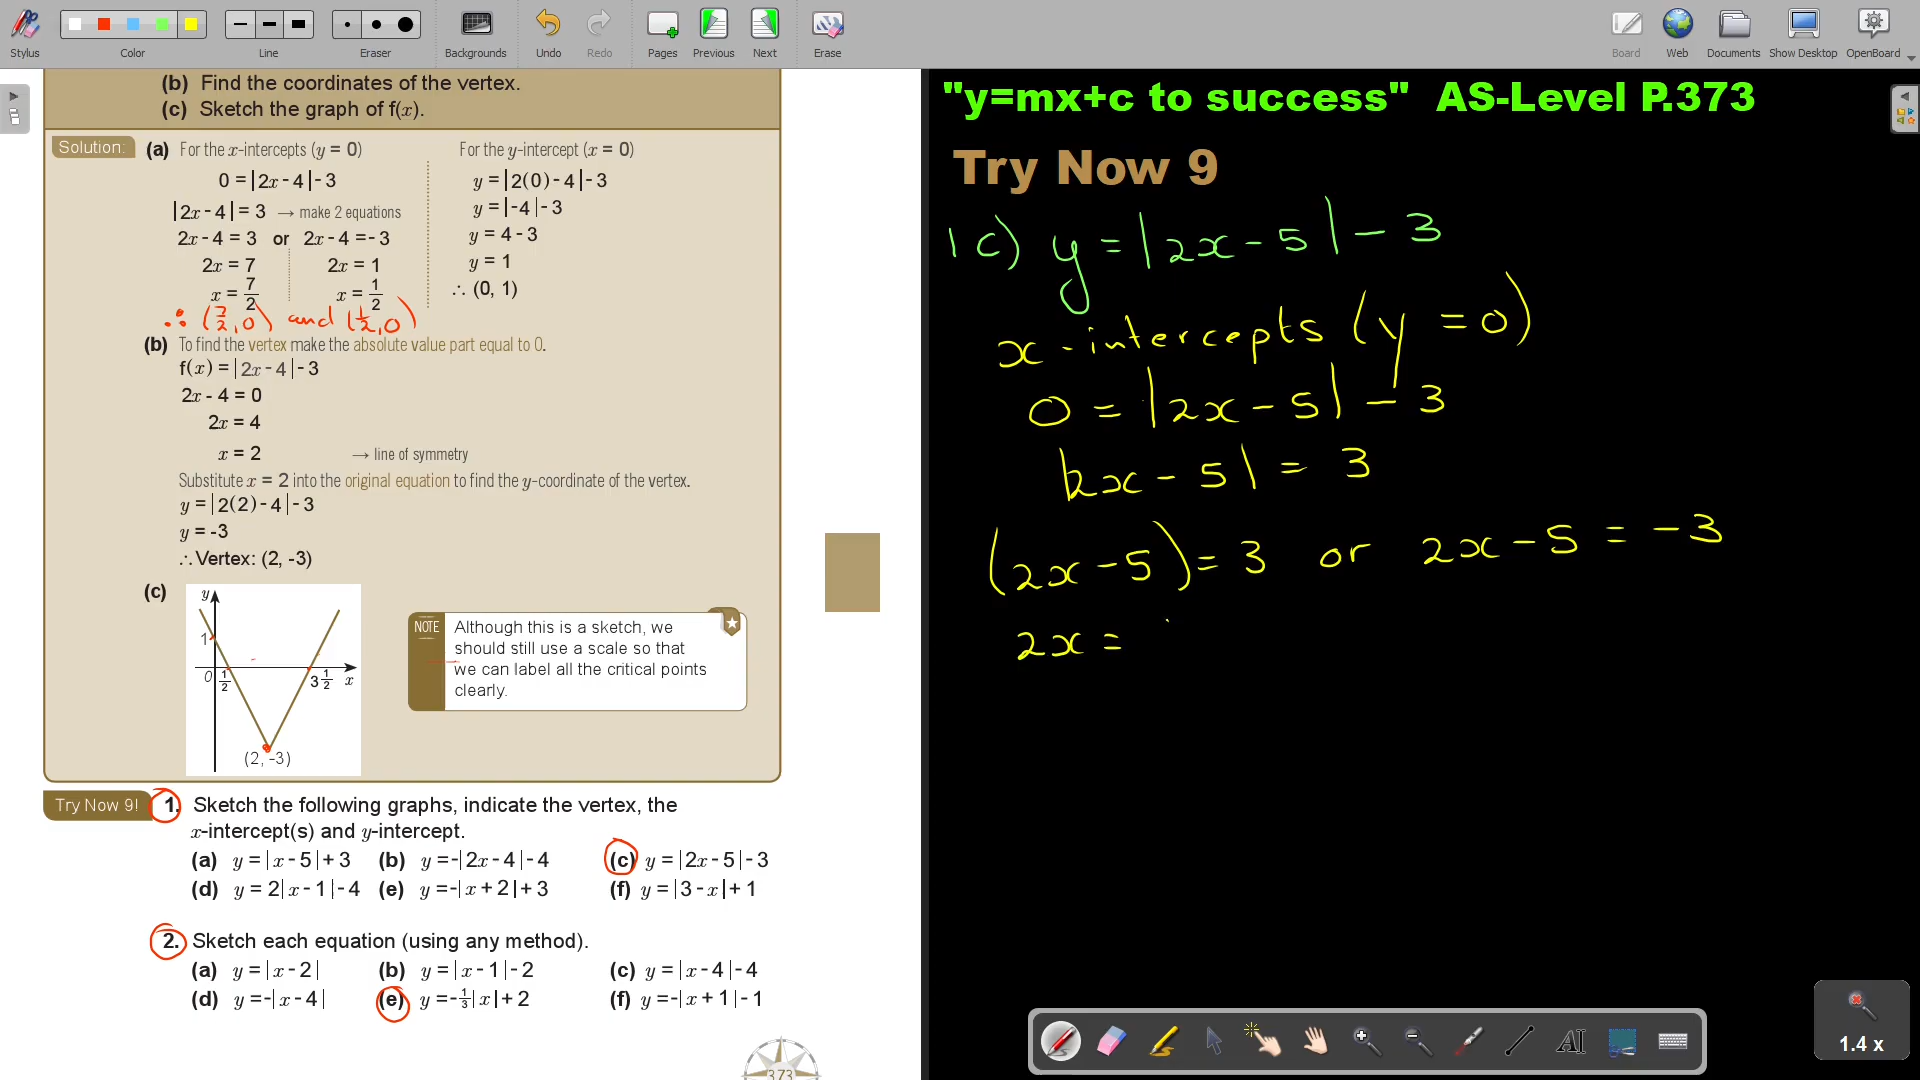 Stylus
Color
Line
Eraser
Backgrounds
Undo
Redo
Pages
Previous
Next
Erase
Board
Web
Documents
Show Desktop
OpenBoard
(b) Find the coordinates of the vertex.
(c) Sketch the graph of f(x).
Solution:
(a) For the x-intercepts (y = 0)
0 = |2x - 4| - 3
|2x - 4| = 3 → make 2 equations
2x - 4 = 3 or 2x - 4 = - 3
2x = 7
2x = 1
x = 7/2
x = 1/2
∴ (7/2, 0) and (1/2, 0)
For the y-intercept (x = 0)
y = |2(0) - 4| - 3
y = |-4| - 3
y = 4 - 3
y = 1
∴ (0, 1)
(b) To find the vertex make the absolute value part equal to 0.
f(x) = |2x - 4| - 3
2x - 4 = 0
2x = 4
x = 2 → line of symmetry
Substitute x = 2 into the original equation to find the y-coordinate of the vertex.
y = |2(2) - 4| - 3
y = -3
∴ Vertex: (2, -3)
(c)
y
1
0
1/2
3 1/2
x
(2, -3)
NOTE
Although this is a sketch, we
should still use a scale so that
we can label all the critical points
clearly.
Try Now 9!
1. Sketch the following graphs, indicate the vertex, the
x-intercept(s) and y-intercept.
(a) y = |x - 5| + 3 (b) y = -|2x - 4| - 4 (c) y = |2x - 5| - 3
(d) y = 2|x - 1| - 4 (e) y = -|x + 2| + 3 (f) y = |3 - x| + 1
2. Sketch each equation (using any method).
(a) y = |x - 2| (b) y = |x - 1| - 2 (c) y = |x - 4| - 4
(d) y = -|x - 4| (e) y = -1/3|x| + 2 (f) y = -|x + 1| - 1
373
"y=mx+c to success" AS-Level P.373
Try Now 9
1 c) y = |2x - 5| - 3
x-intercepts (y = 0)
0 = |2x - 5| - 3
|2x - 5| = 3
(2x - 5) = 3 or 2x - 5 = -3
2x =
1.4 x